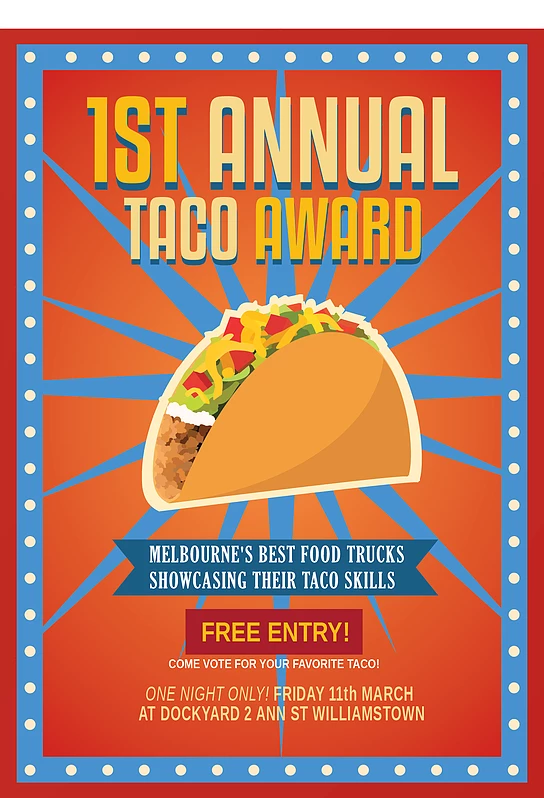 1ST ANNUAL
TACO AWARD
MELBOURNE'S BEST FOOD TRUCKS
SHOWCASING THEIR TACO SKILLS
FREE ENTRY!
COME VOTE FOR YOUR FAVORITE TACO!
ONE NIGHT ONLY! FRIDAY 11th MARCH
AT DOCKYARD 2 ANN ST WILLIAMSTOWN